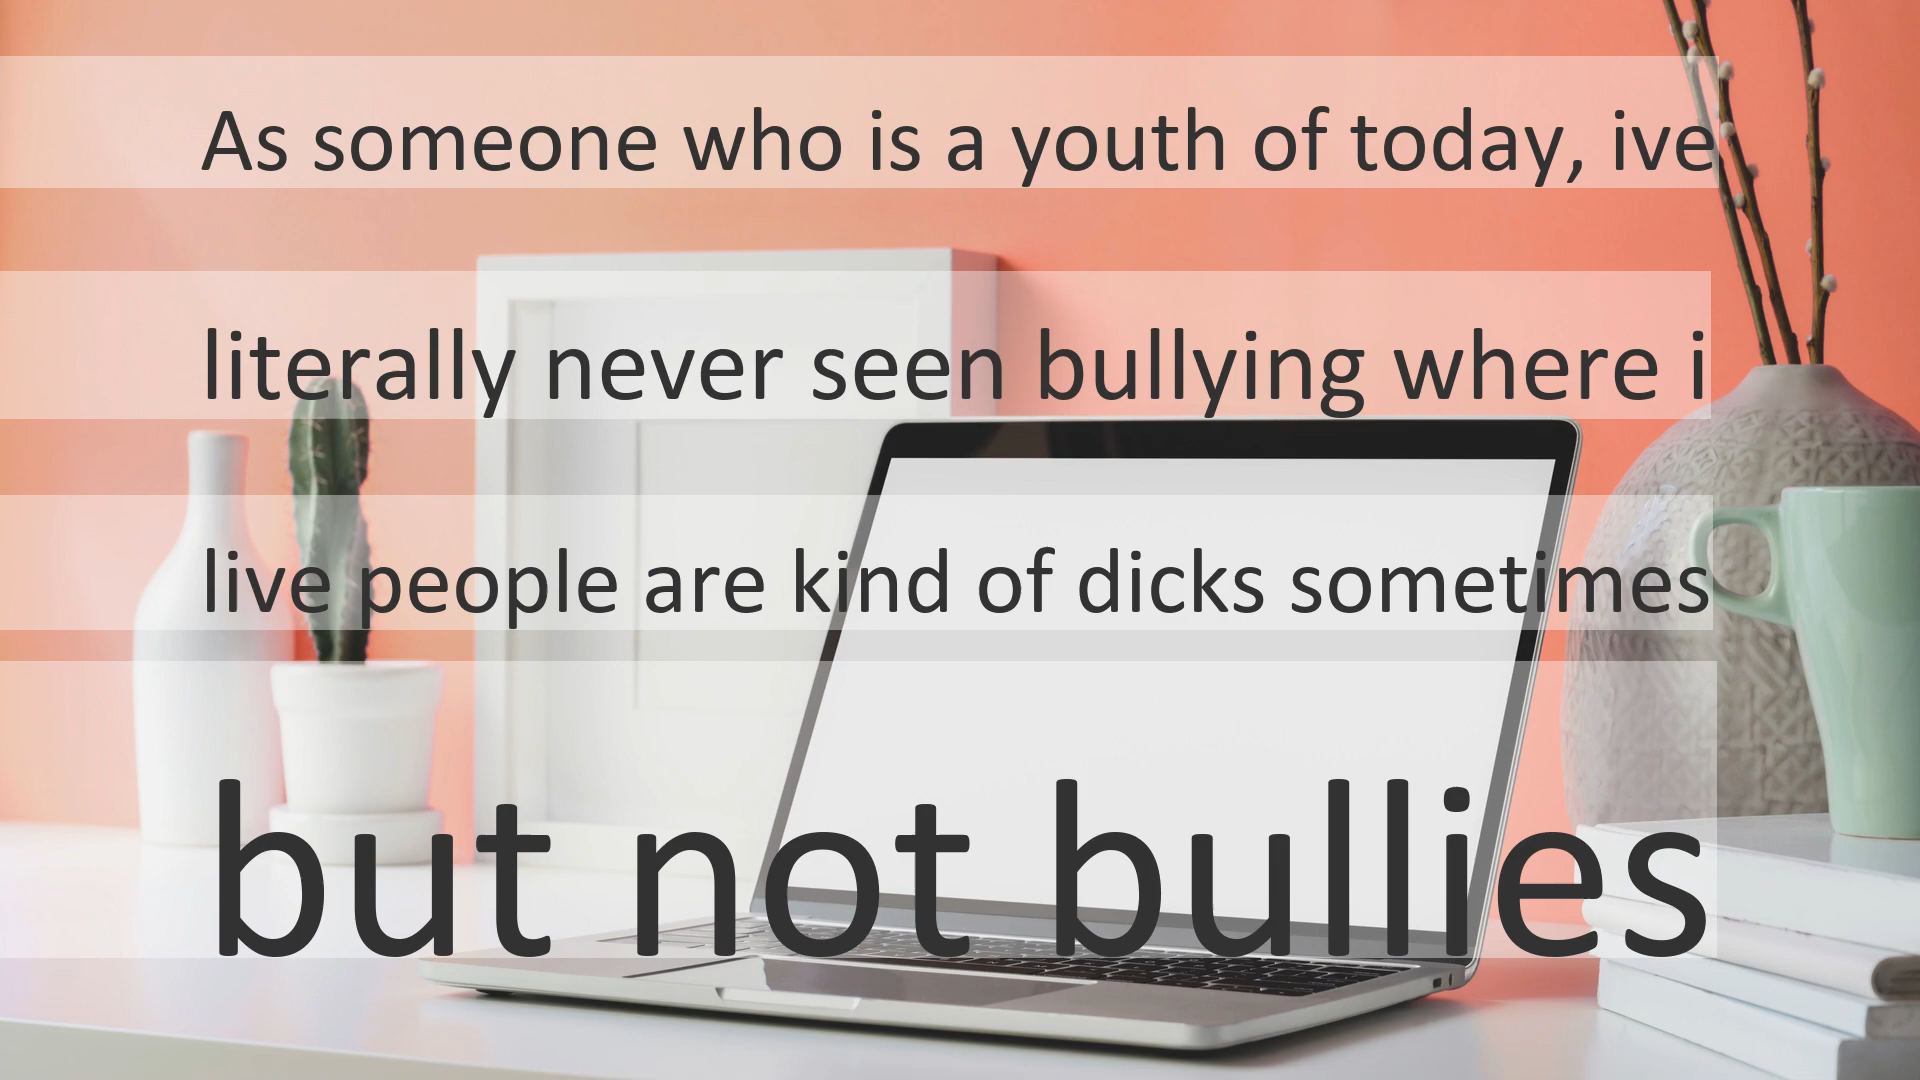 As someone who is a youth of today, ive
literally never seen bullying where i
live people are kind of dicks sometimes
but not bullies